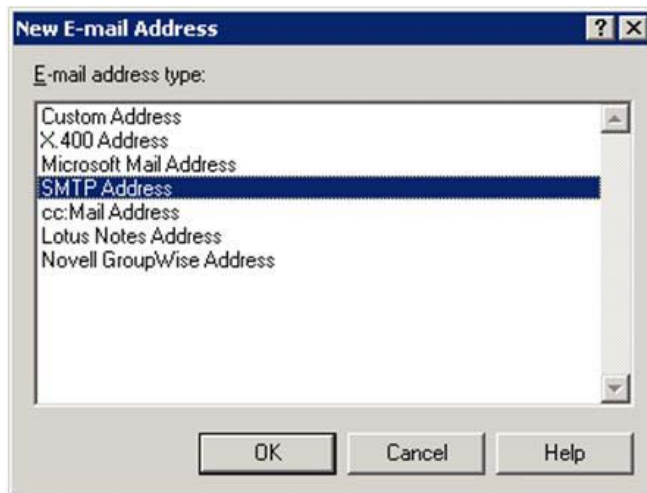 New E-mail Address
E-mail address type:
Custom Address
X.400 Address
Microsoft Mail Address
SMTP Address
cc:Mail Address
Lotus Notes Address
Novell GroupWise Address
OK Cancel Help